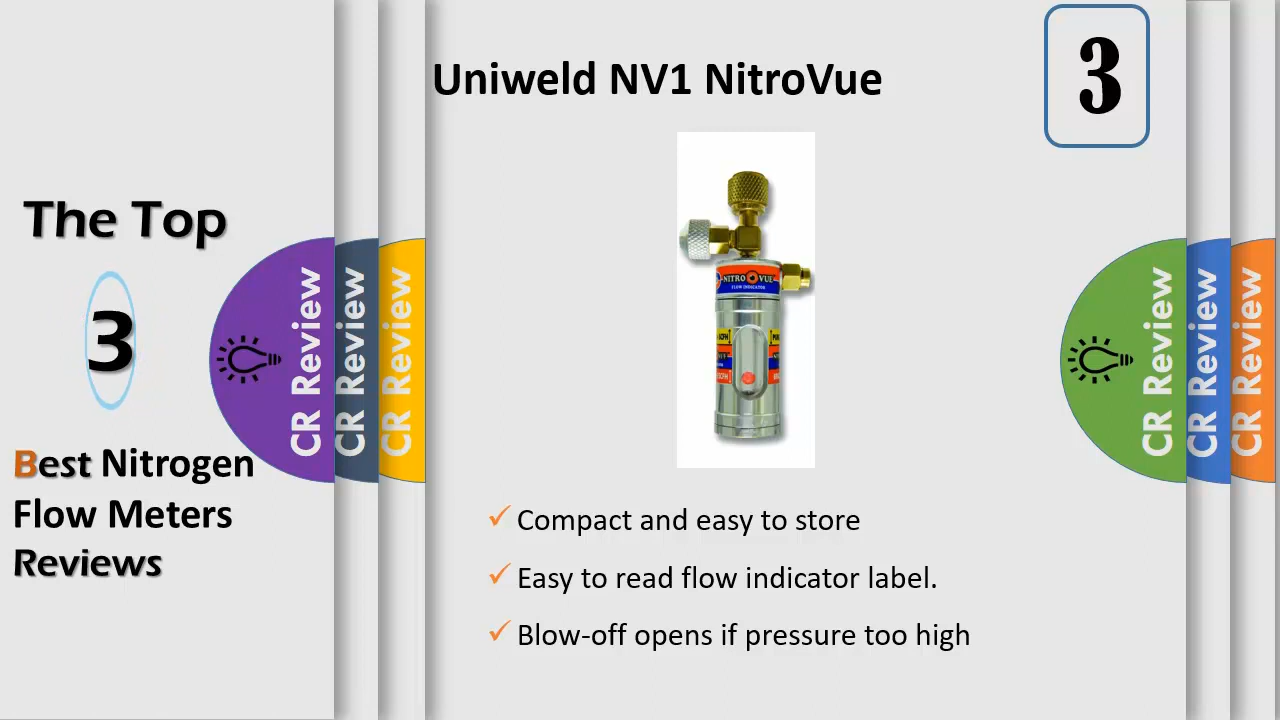 Uniweld NV1 NitroVue
3
The Top
3
Best Nitrogen
Flow Meters
Reviews
CR Review
CR Review
CR Review
NITRO VUE
FLOW INDICATOR
Compact and easy to store
Easy to read flow indicator label.
Blow-off opens if pressure too high
CR Review
CR Review
CR Review